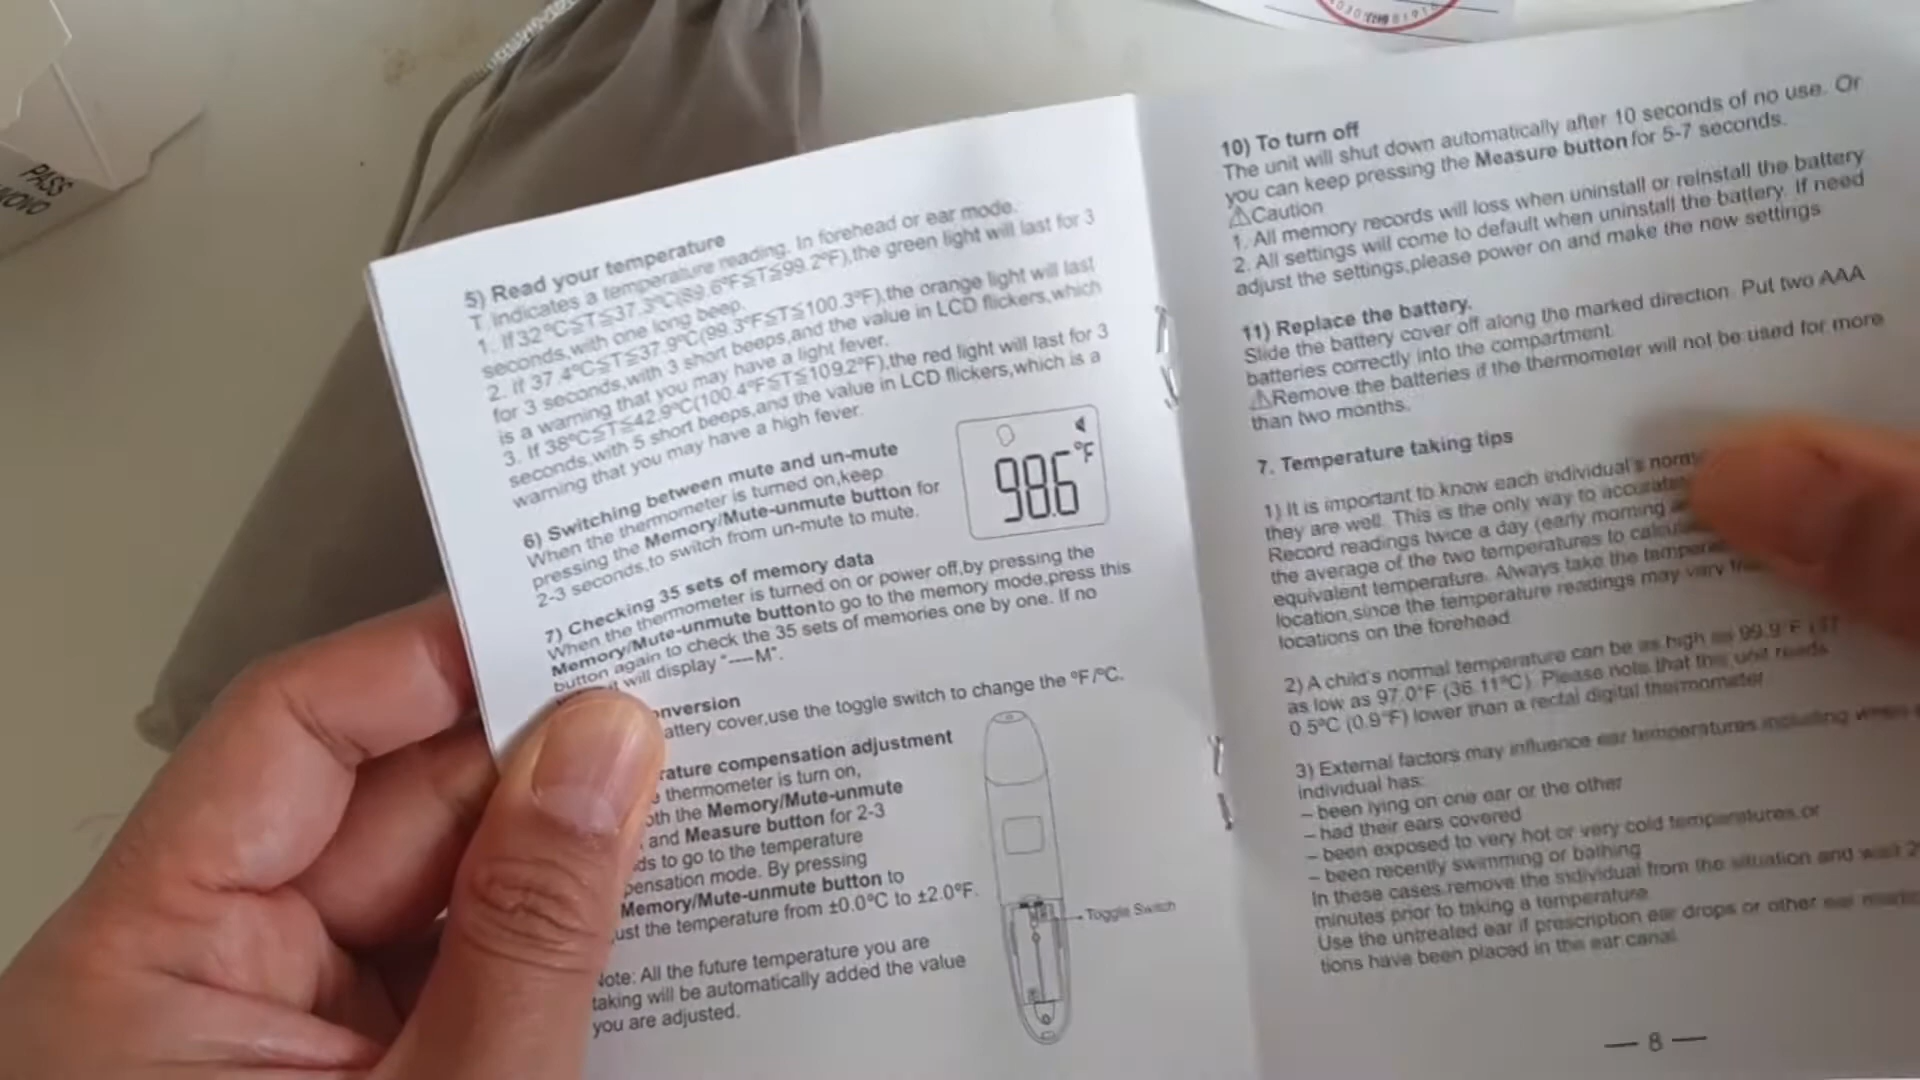 PASS
5) Read your temperature
T indicates a temperature reading. In forehead or ear mode.
1. If 32℃≦T≦37.3℃(89.6℉≦T≦99.2℉),the green light will last for 3
seconds,with one long beep.
2. If 37.4℃≦T≦37.9℃(99.3℉≦T≦100.3℉),the orange light will last
for 3 seconds,with 3 short beeps,and the value in LCD flickers,which
is a warning that you may have a light fever.
3. If 38℃≦T≦42.9℃(100.4℉≦T≦109.2℉),the red light will last for 3
seconds,with 5 short beeps,and the value in LCD flickers,which is a
warning that you may have a high fever.
6) Switching between mute and un-mute
When the thermometer is turned on,keep
pressing the Memory/Mute-unmute button for
2-3 seconds,to switch from un-mute to mute.
98.6 ℉
7) Checking 35 sets of memory data
When the thermometer is turned on or power off,by pressing the
Memory/Mute-unmute button to go to the memory mode,press this
button again to check the 35 sets of memories one by one. If no
it will display "----M".
nversion
attery cover,use the toggle switch to change the ℉/℃.
rature compensation adjustment
thermometer is turn on,
oth the Memory/Mute-unmute
and Measure button for 2-3
ds to go to the temperature
pensation mode. By pressing
Memory/Mute-unmute button to
ust the temperature from ±0.0℃ to ±2.0℉.
Toggle Switch
Note: All the future temperature you are
taking will be automatically added the value
you are adjusted.
10) To turn off
The unit will shut down automatically after 10 seconds of no use. Or
you can keep pressing the Measure button for 5-7 seconds.
⚠Caution
1. All memory records will loss when uninstall or reinstall the battery
2. All settings will come to default when uninstall the battery. If need
adjust the settings,please power on and make the new settings
11) Replace the battery.
Slide the battery cover off along the marked direction. Put two AAA
batteries correctly into the compartment.
⚠Remove the batteries if the thermometer will not be used for more
than two months.
7. Temperature taking tips
1) It is important to know each individual's norm
they are well. This is the only way to accurate
Record readings twice a day (early morning
the average of the two temperatures to calcu
equivalent temperature. Always take the temper
location,since the temperature readings may vary
locations on the forehead
2) A child's normal temperature can be as high as 99.9°F
as low as 97.0°F (36.11℃). Please note that this unit reads
0.5℃ (0.9℉) lower than a rectal digital thermometer
3) External factors may influence ear temperatures including when
individual has:
– been lying on one ear or the other
– had their ears covered
– been exposed to very hot or very cold temperatures,or
– been recently swimming or bathing
In these cases,remove the individual from the situation and wait
minutes prior to taking a temperature
Use the untreated ear if prescription ear drops or other ear
tions have been placed in the ear canal
— 8 —